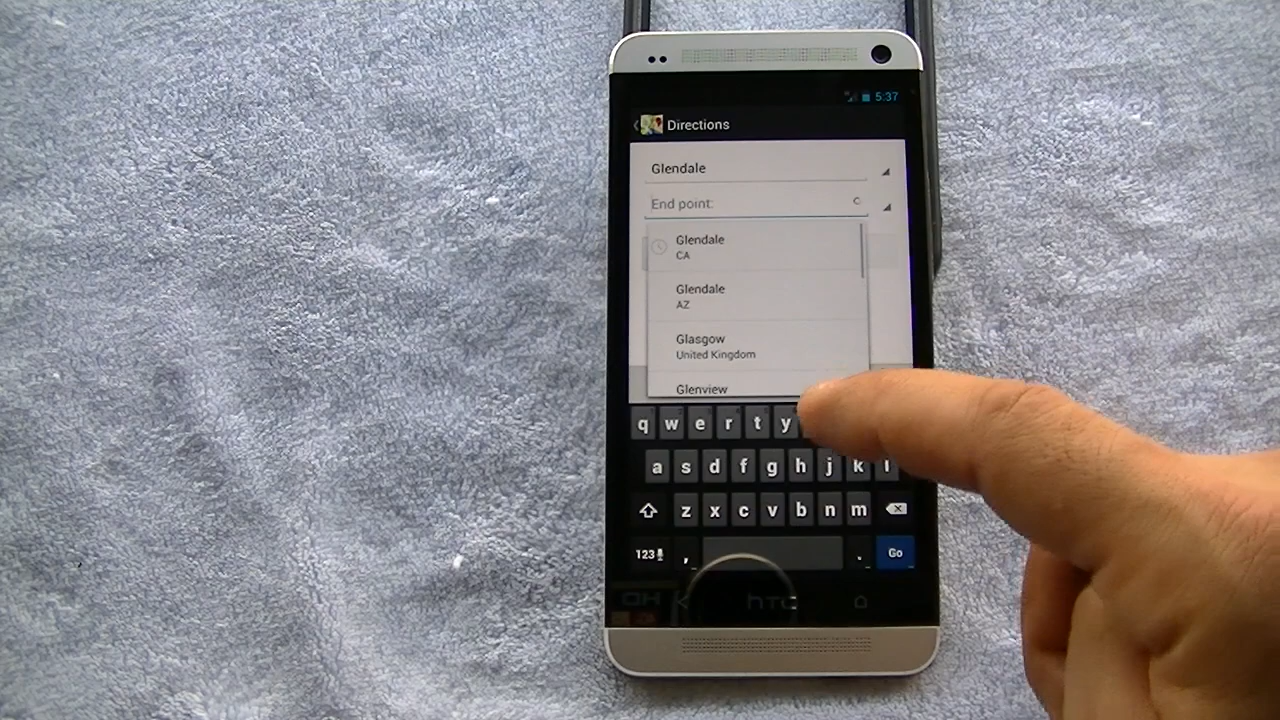 5:37
Directions
Glendale
End point:
Glendale
CA
Glendale
AZ
Glasgow
United Kingdom
Glenview
q w e r t y
a s d f g h j k l
z x c v b n m
123 , . Go
hTC